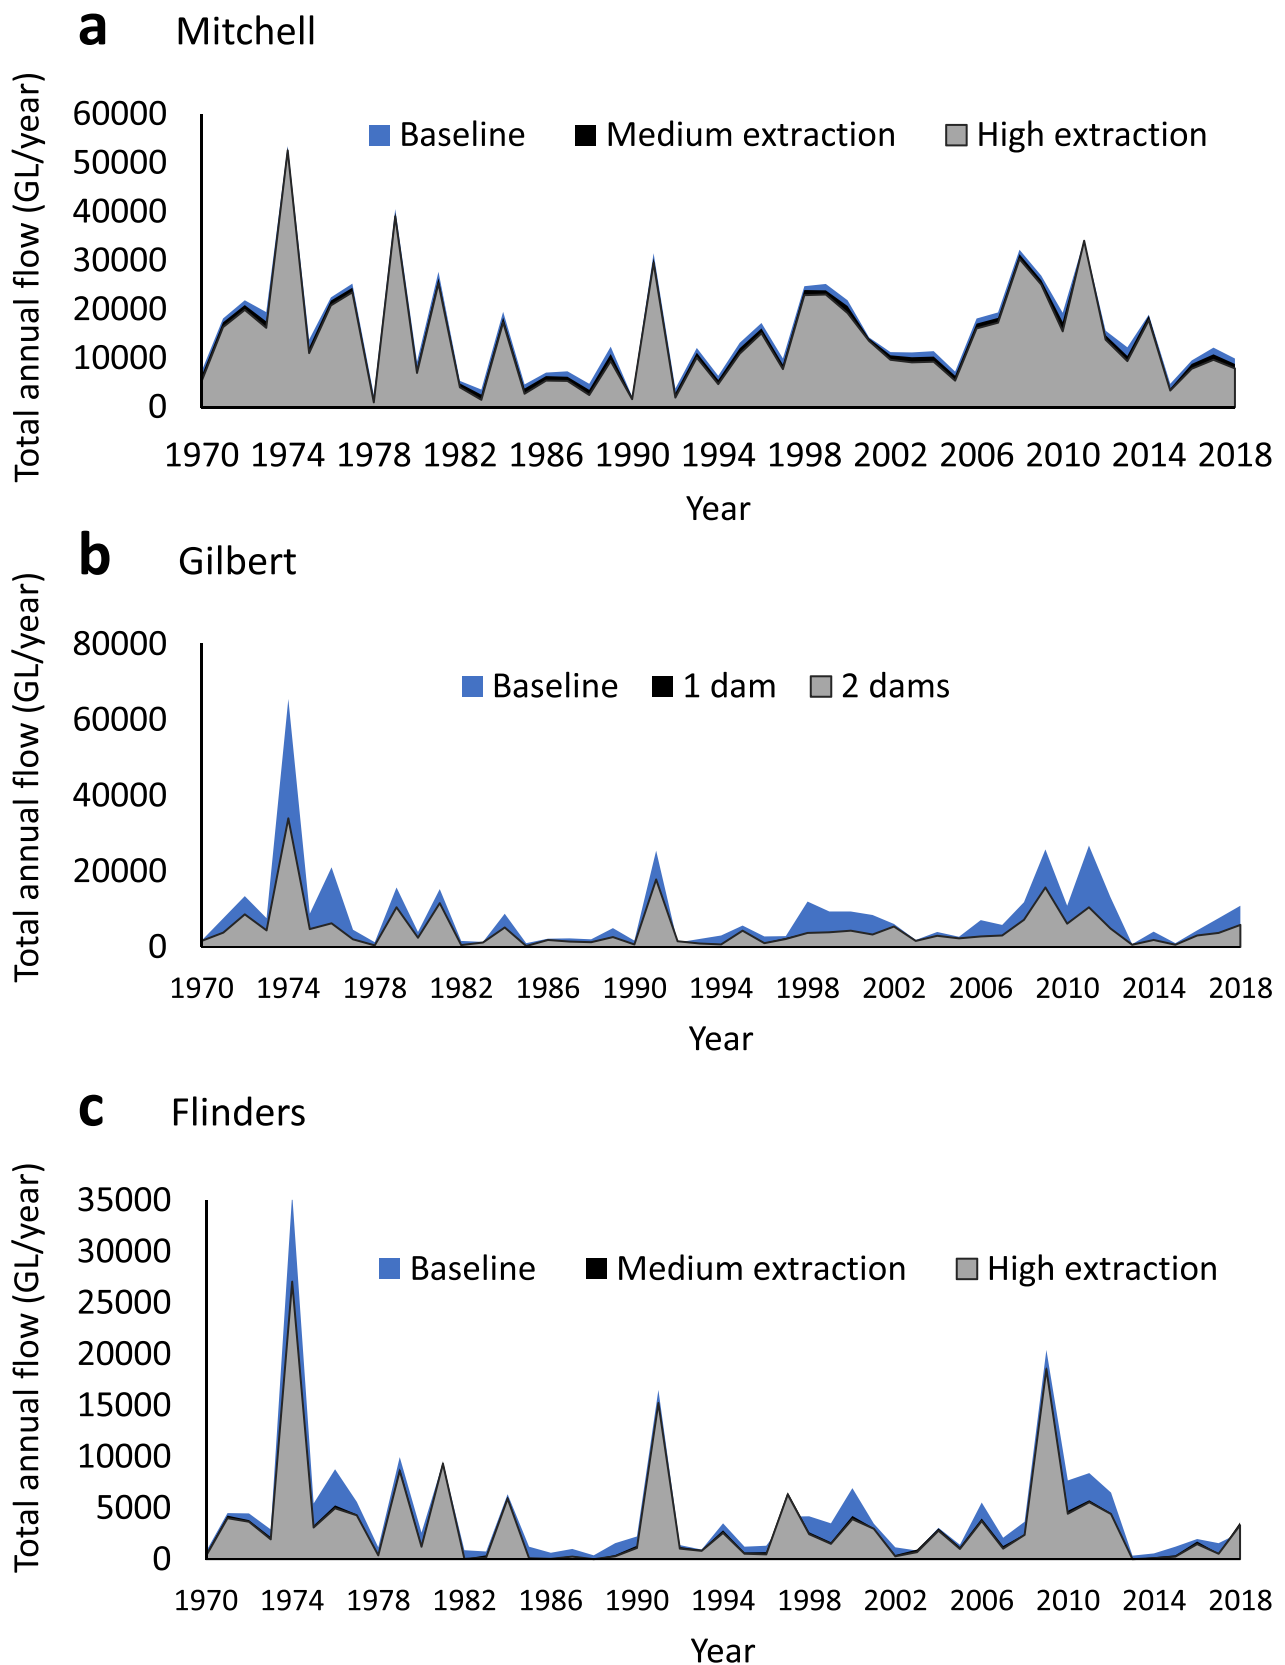 a Mitchell
Total annual flow (GL/year)
60000
50000
40000
30000
20000
10000
0
Baseline Medium extraction High extraction
1970 1974 1978 1982 1986 1990 1994 1998 2002 2006 2010 2014 2018
Year
b Gilbert
Total annual flow (GL/year)
80000
60000
40000
20000
0
Baseline 1 dam 2 dams
1970 1974 1978 1982 1986 1990 1994 1998 2002 2006 2010 2014 2018
Year
c Flinders
Total annual flow (GL/year)
35000
30000
25000
20000
15000
10000
5000
0
Baseline Medium extraction High extraction
1970 1974 1978 1982 1986 1990 1994 1998 2002 2006 2010 2014 2018
Year